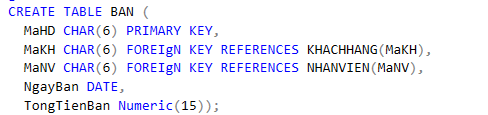 CREATE TABLE BAN (
MaHD CHAR(6) PRIMARY KEY,
MaKH CHAR(6) FOREIgN KEY REFERENCES KHACHHANG(MaKH),
MaNV CHAR(6) FOREIgN KEY REFERENCES NHANVIEN(MaNV),
NgayBan DATE,
TongTienBan Numeric(15));